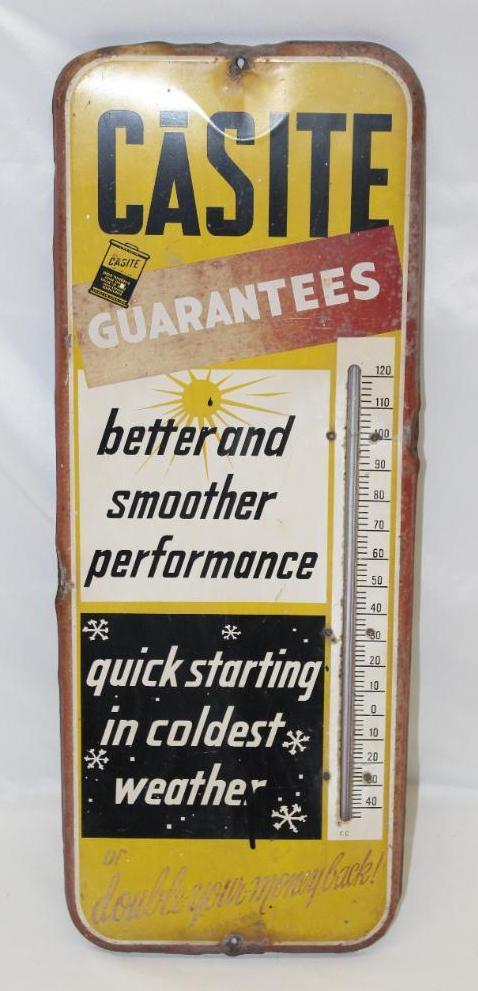 CASITE
CASITE
GUARANTEES
better and
smoother
performance
quick starting
in coldest
weather
or
double your money back!
120
110
100
90
80
70
60
50
40
30
20
10
0
10
20
30
40